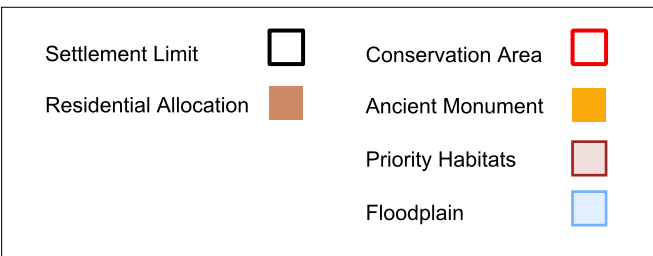 Settlement Limit
Residential Allocation
Conservation Area
Ancient Monument
Priority Habitats
Floodplain